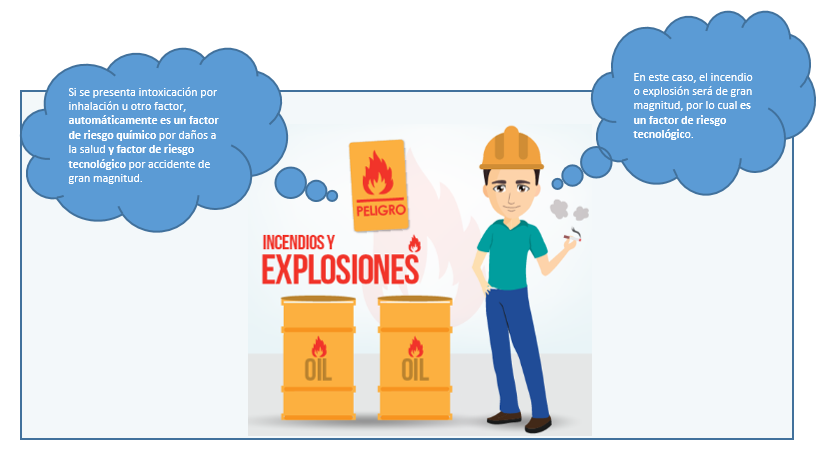 Si se presenta intoxicación por
inhalación u otro factor,
automáticamente es un factor
de riesgo químico por daños a
la salud y factor de riesgo
tecnológico por accidente de
gran magnitud.
En este caso, el incendio
o explosión será de gran
magnitud, por lo cual es
un factor de riesgo
tecnológico.
PELIGRO
INCENDIOS Y
EXPLOSIONES
OIL
OIL